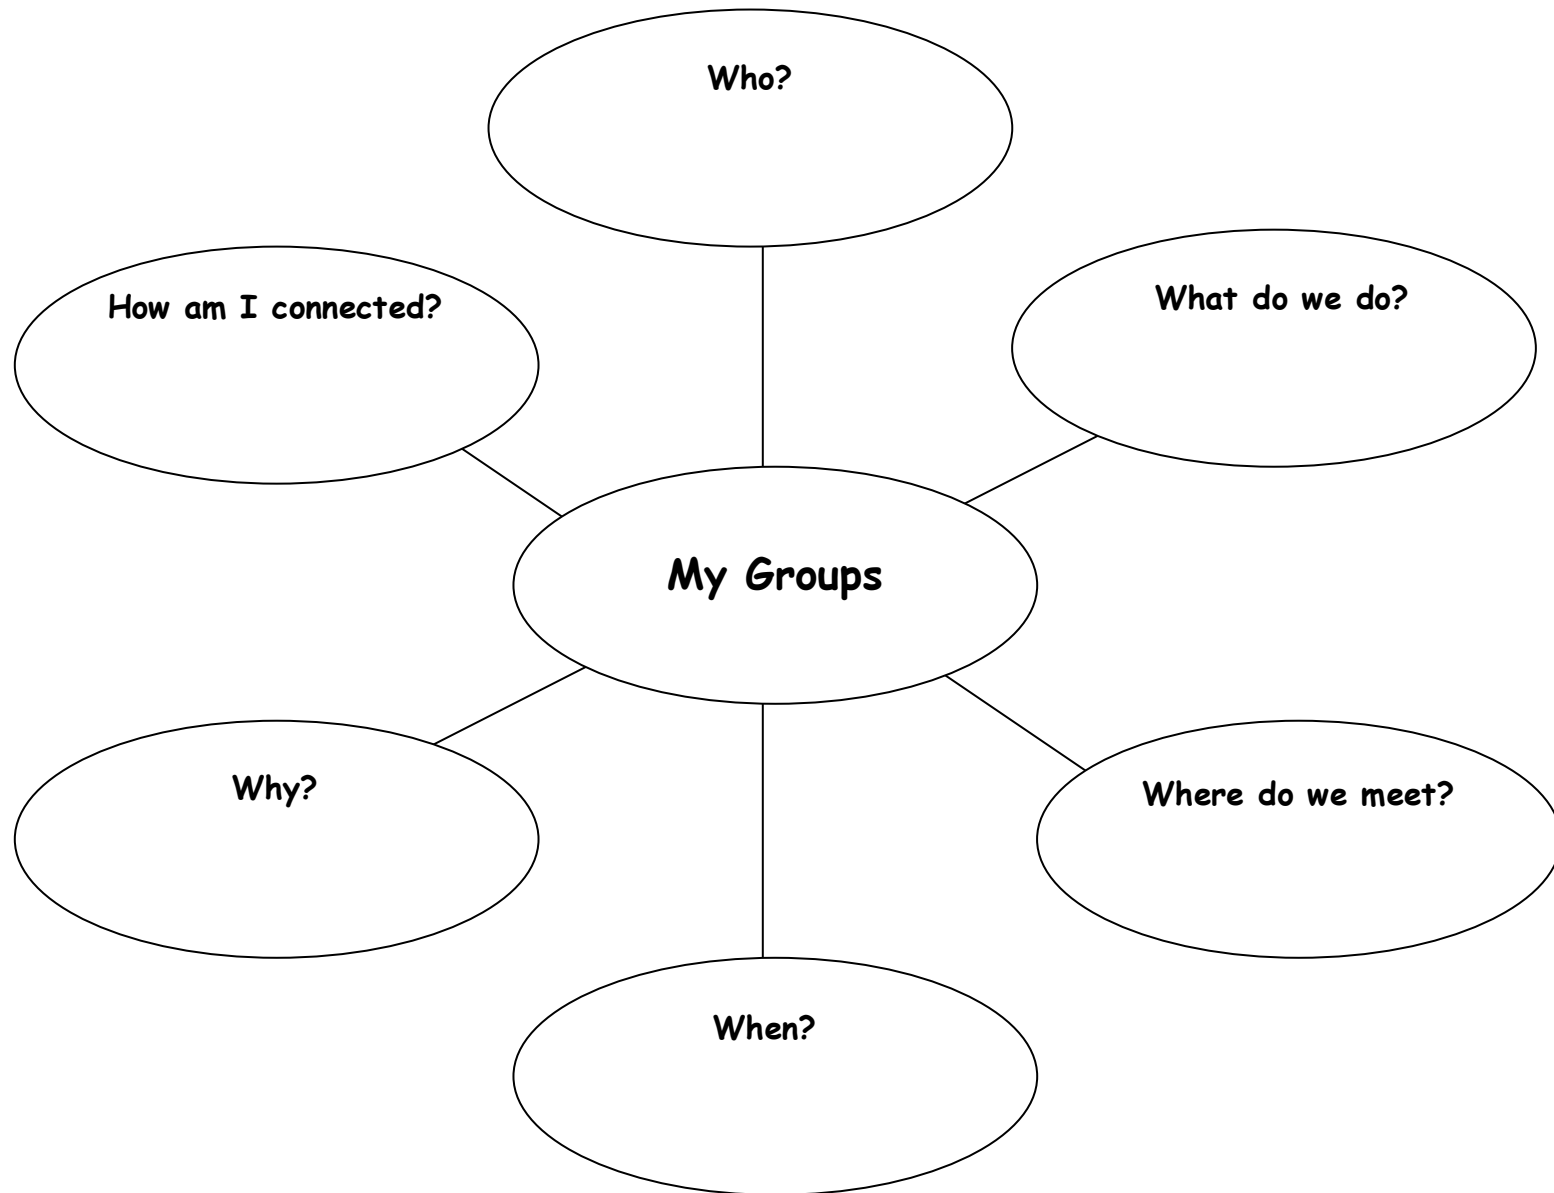 Who?
How am I connected?
What do we do?
My Groups
Why?
Where do we meet?
When?